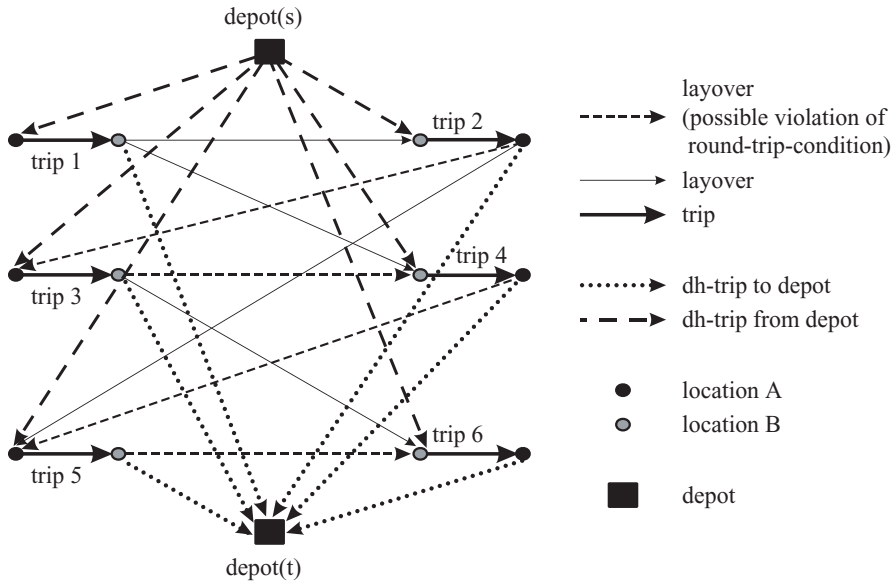 depot(s)
trip 1
trip 2
trip 3
trip 4
trip 5
trip 6
depot(t)
layover
(possible violation of
round-trip-condition)
layover
trip
dh-trip to depot
dh-trip from depot
location A
location B
depot